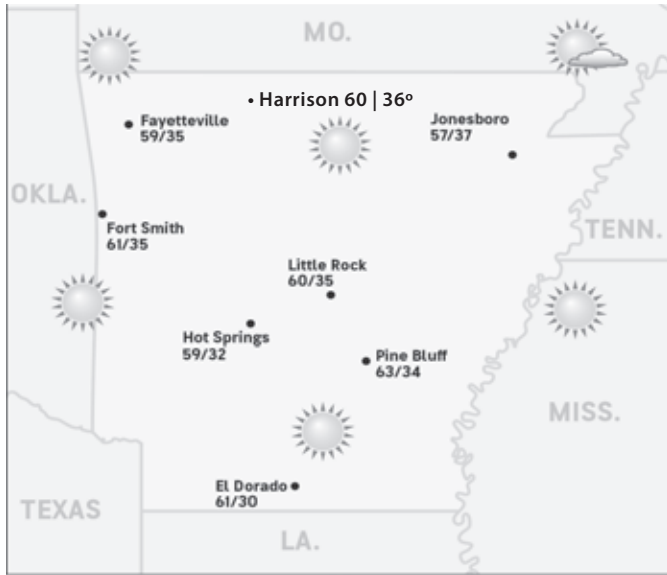 MO.
• Harrison 60 | 36º
Fayetteville
59/35
Jonesboro
57/37
OKLA.
Fort Smith
61/35
TENN.
Little Rock
60/35
Hot Springs
59/32
Pine Bluff
63/34
MISS.
El Dorado
61/30
TEXAS
LA.